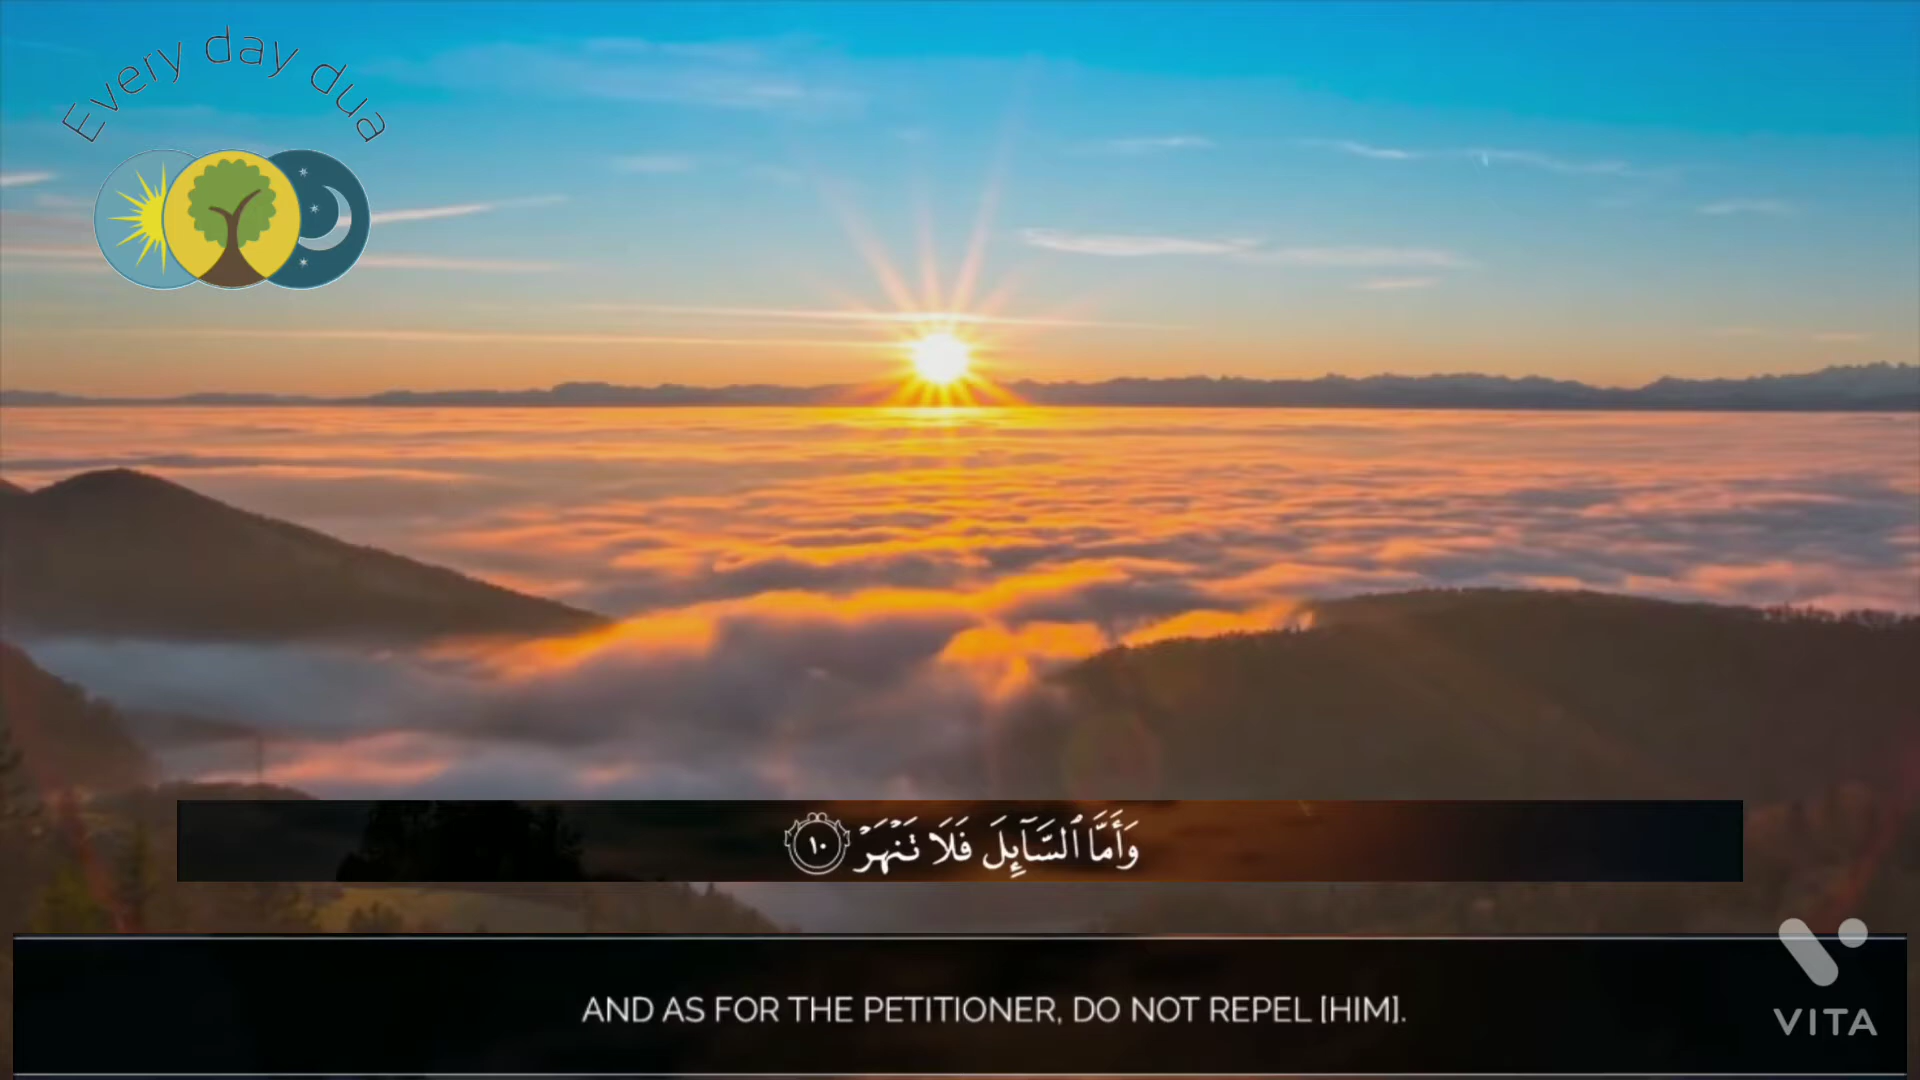 Every day dua
وَأَمَّا ٱلسَّآئِلَ فَلَا تَنۡهَرۡ ١٠
AND AS FOR THE PETITIONER, DO NOT REPEL [HIM].
VITA